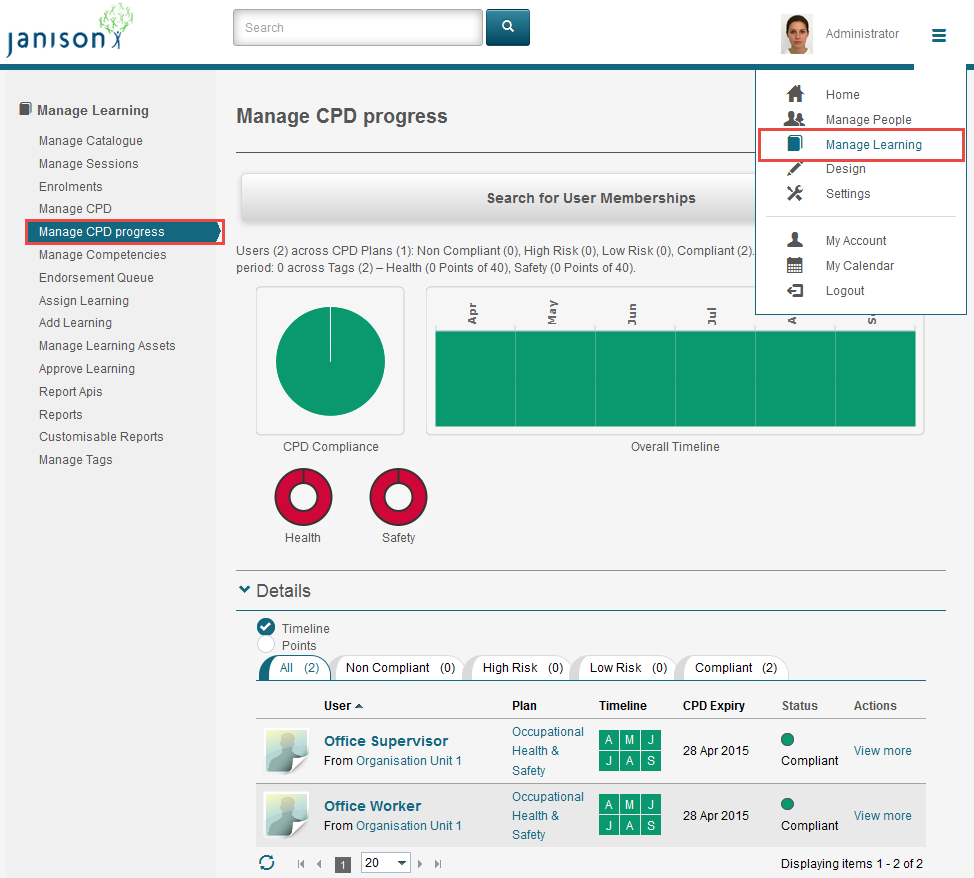 janison
Search
Administrator
Home
Manage People
Manage Learning
Design
Settings
My Account
My Calendar
Logout
Manage Learning
Manage Catalogue
Manage Sessions
Enrolments
Manage CPD
Manage CPD progress
Manage Competencies
Endorsement Queue
Assign Learning
Add Learning
Manage Learning Assets
Approve Learning
Report Apis
Reports
Customisable Reports
Manage Tags
Manage CPD progress
Search for User Memberships
Users (2) across CPD Plans (1): Non Compliant (0), High Risk (0), Low Risk (0), Compliant (2).
period: 0 across Tags (2) – Health (0 Points of 40), Safety (0 Points of 40).
Apr May Jun Jul
CPD Compliance
Overall Timeline
Health Safety
Details
Timeline
Points
All (2) Non Compliant (0) High Risk (0) Low Risk (0) Compliant (2)
User Plan Timeline CPD Expiry Status Actions
Office Supervisor
From Organisation Unit 1
Occupational
Health &
Safety
A M J
J A S
28 Apr 2015
Compliant
View more
Office Worker
From Organisation Unit 1
Occupational
Health &
Safety
A M J
J A S
28 Apr 2015
Compliant
View more
1 20 Displaying items 1 - 2 of 2